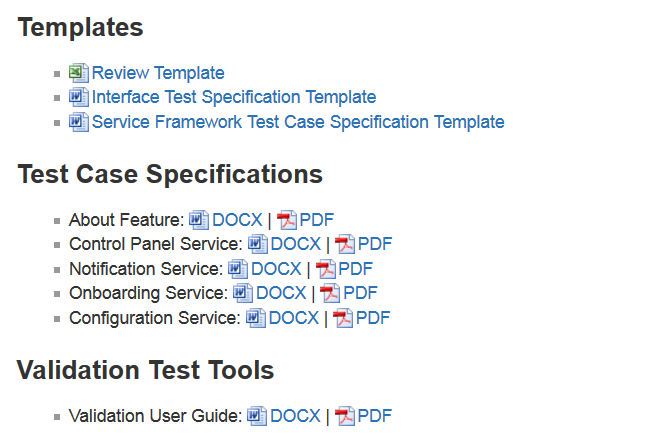 Templates
Review Template
Interface Test Specification Template
Service Framework Test Case Specification Template
Test Case Specifications
About Feature: DOCX | PDF
Control Panel Service: DOCX | PDF
Notification Service: DOCX | PDF
Onboarding Service: DOCX | PDF
Configuration Service: DOCX | PDF
Validation Test Tools
Validation User Guide: DOCX | PDF